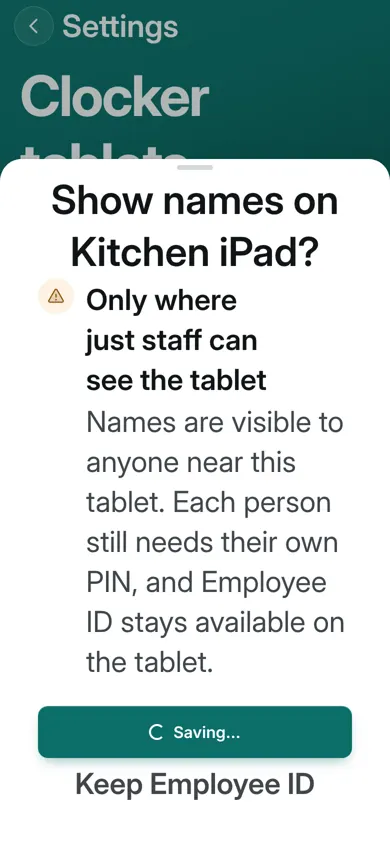 Settings
Clocker
tablets
Show names on
Kitchen iPad?
Only where
just staff can
see the tablet
Names are visible to
anyone near this
tablet. Each person
still needs their own
PIN, and Employee
ID stays available on
the tablet.
Saving...
Keep Employee ID